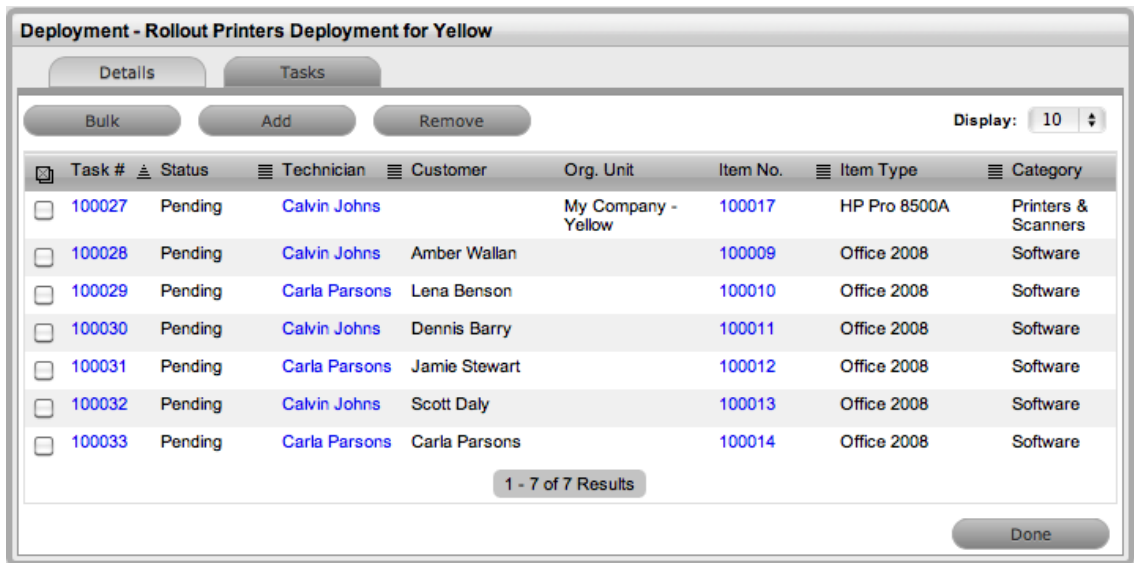 Deployment - Rollout Printers Deployment for Yellow
Details Tasks
Bulk Add Remove Display: 10
Task # Status Technician Customer Org. Unit Item No. Item Type Category
100027 Pending Calvin Johns My Company - 100017 HP Pro 8500A Printers &
Yellow Scanners
100028 Pending Calvin Johns Amber Wallan 100009 Office 2008 Software
100029 Pending Carla Parsons Lena Benson 100010 Office 2008 Software
100030 Pending Calvin Johns Dennis Barry 100011 Office 2008 Software
100031 Pending Carla Parsons Jamie Stewart 100012 Office 2008 Software
100032 Pending Calvin Johns Scott Daly 100013 Office 2008 Software
100033 Pending Carla Parsons Carla Parsons 100014 Office 2008 Software
1 - 7 of 7 Results
Done